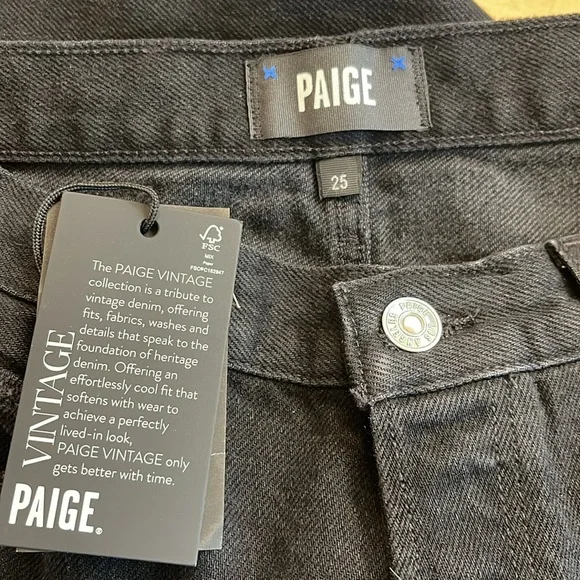 PAIGE
25
FSC
MIX
Paper
The PAIGE VINTAGE
collection is a tribute to
vintage denim, offering
fits, fabrics, washes and
details that speak to the
foundation of heritage
denim. Offering an
effortlessly cool fit that
softens with wear to
achieve a perfectly
lived-in look,
PAIGE VINTAGE only
gets better with time.
VINTAGE
PAIGE®